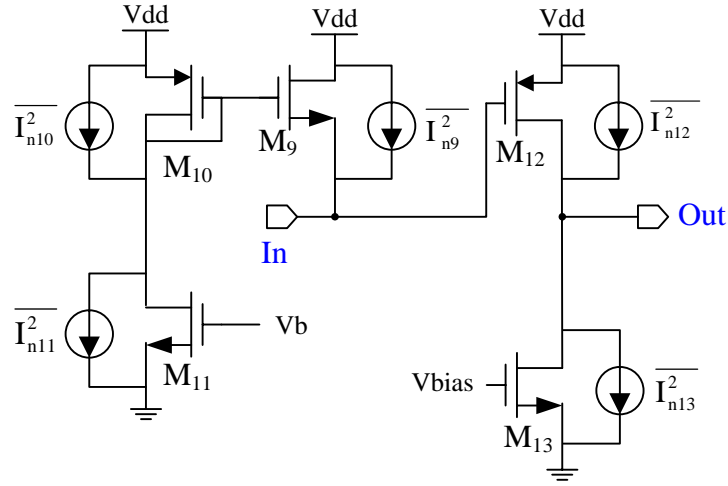 Vdd
Vdd
Vdd
I²n10
M10
M9
I²n9
M12
I²n12
In
Out
I²n11
M11
Vb
Vbias
M13
I²n13